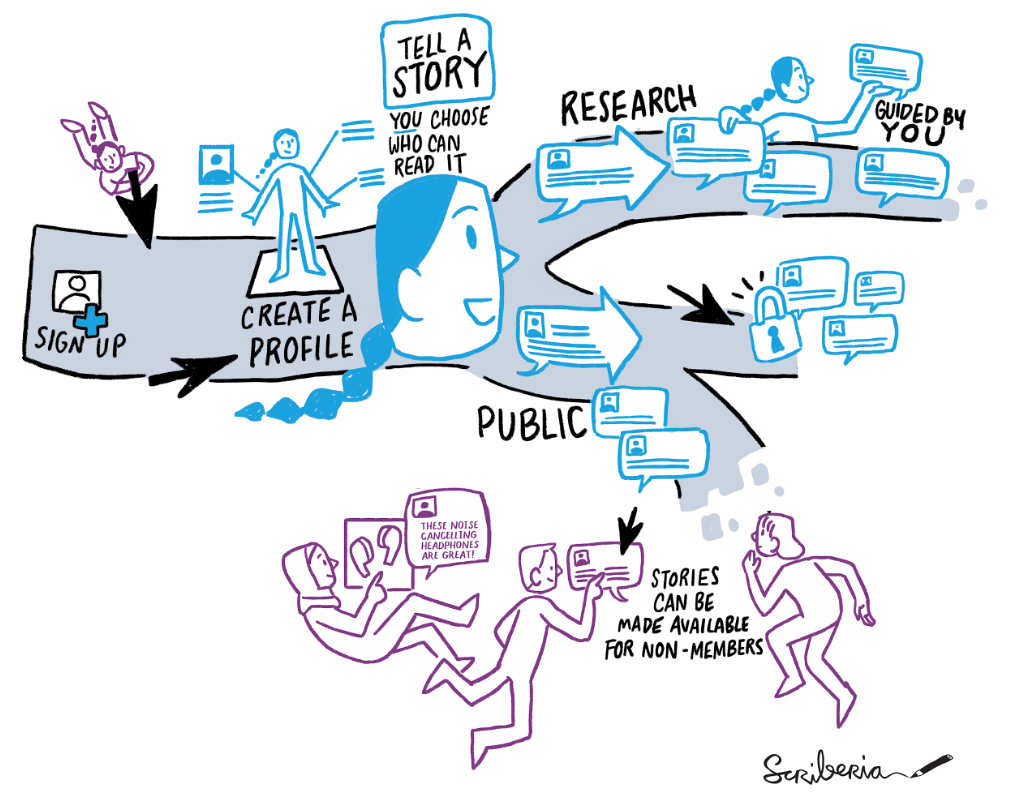 TELL A
STORY
YOU CHOOSE
WHO CAN
READ IT
RESEARCH
GUIDED BY
YOU
SIGN UP
CREATE A
PROFILE
PUBLIC
THESE NOISE
CANCELLING
HEADPHONES
ARE GREAT!
STORIES
CAN BE
MADE AVAILABLE
FOR NON-MEMBERS
Scriberia